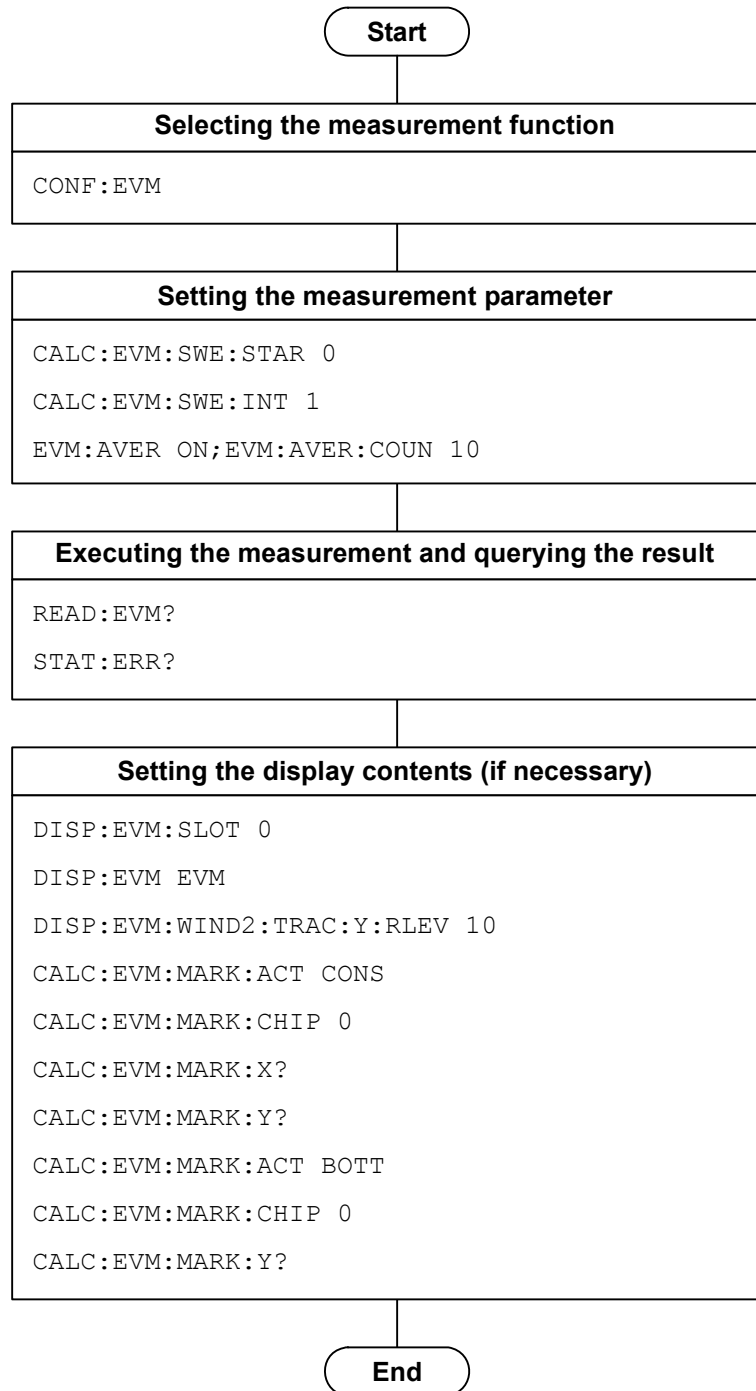 Start
Selecting the measurement function
CONF:EVM
Setting the measurement parameter
CALC:EVM:SWE:STAR 0
CALC:EVM:SWE:INT 1
EVM:AVER ON;EVM:AVER:COUN 10
Executing the measurement and querying the result
READ:EVM?
STAT:ERR?
Setting the display contents (if necessary)
DISP:EVM:SLOT 0
DISP:EVM EVM
DISP:EVM:WIND2:TRAC:Y:RLEV 10
CALC:EVM:MARK:ACT CONS
CALC:EVM:MARK:CHIP 0
CALC:EVM:MARK:X?
CALC:EVM:MARK:Y?
CALC:EVM:MARK:ACT BOTT
CALC:EVM:MARK:CHIP 0
CALC:EVM:MARK:Y?
End